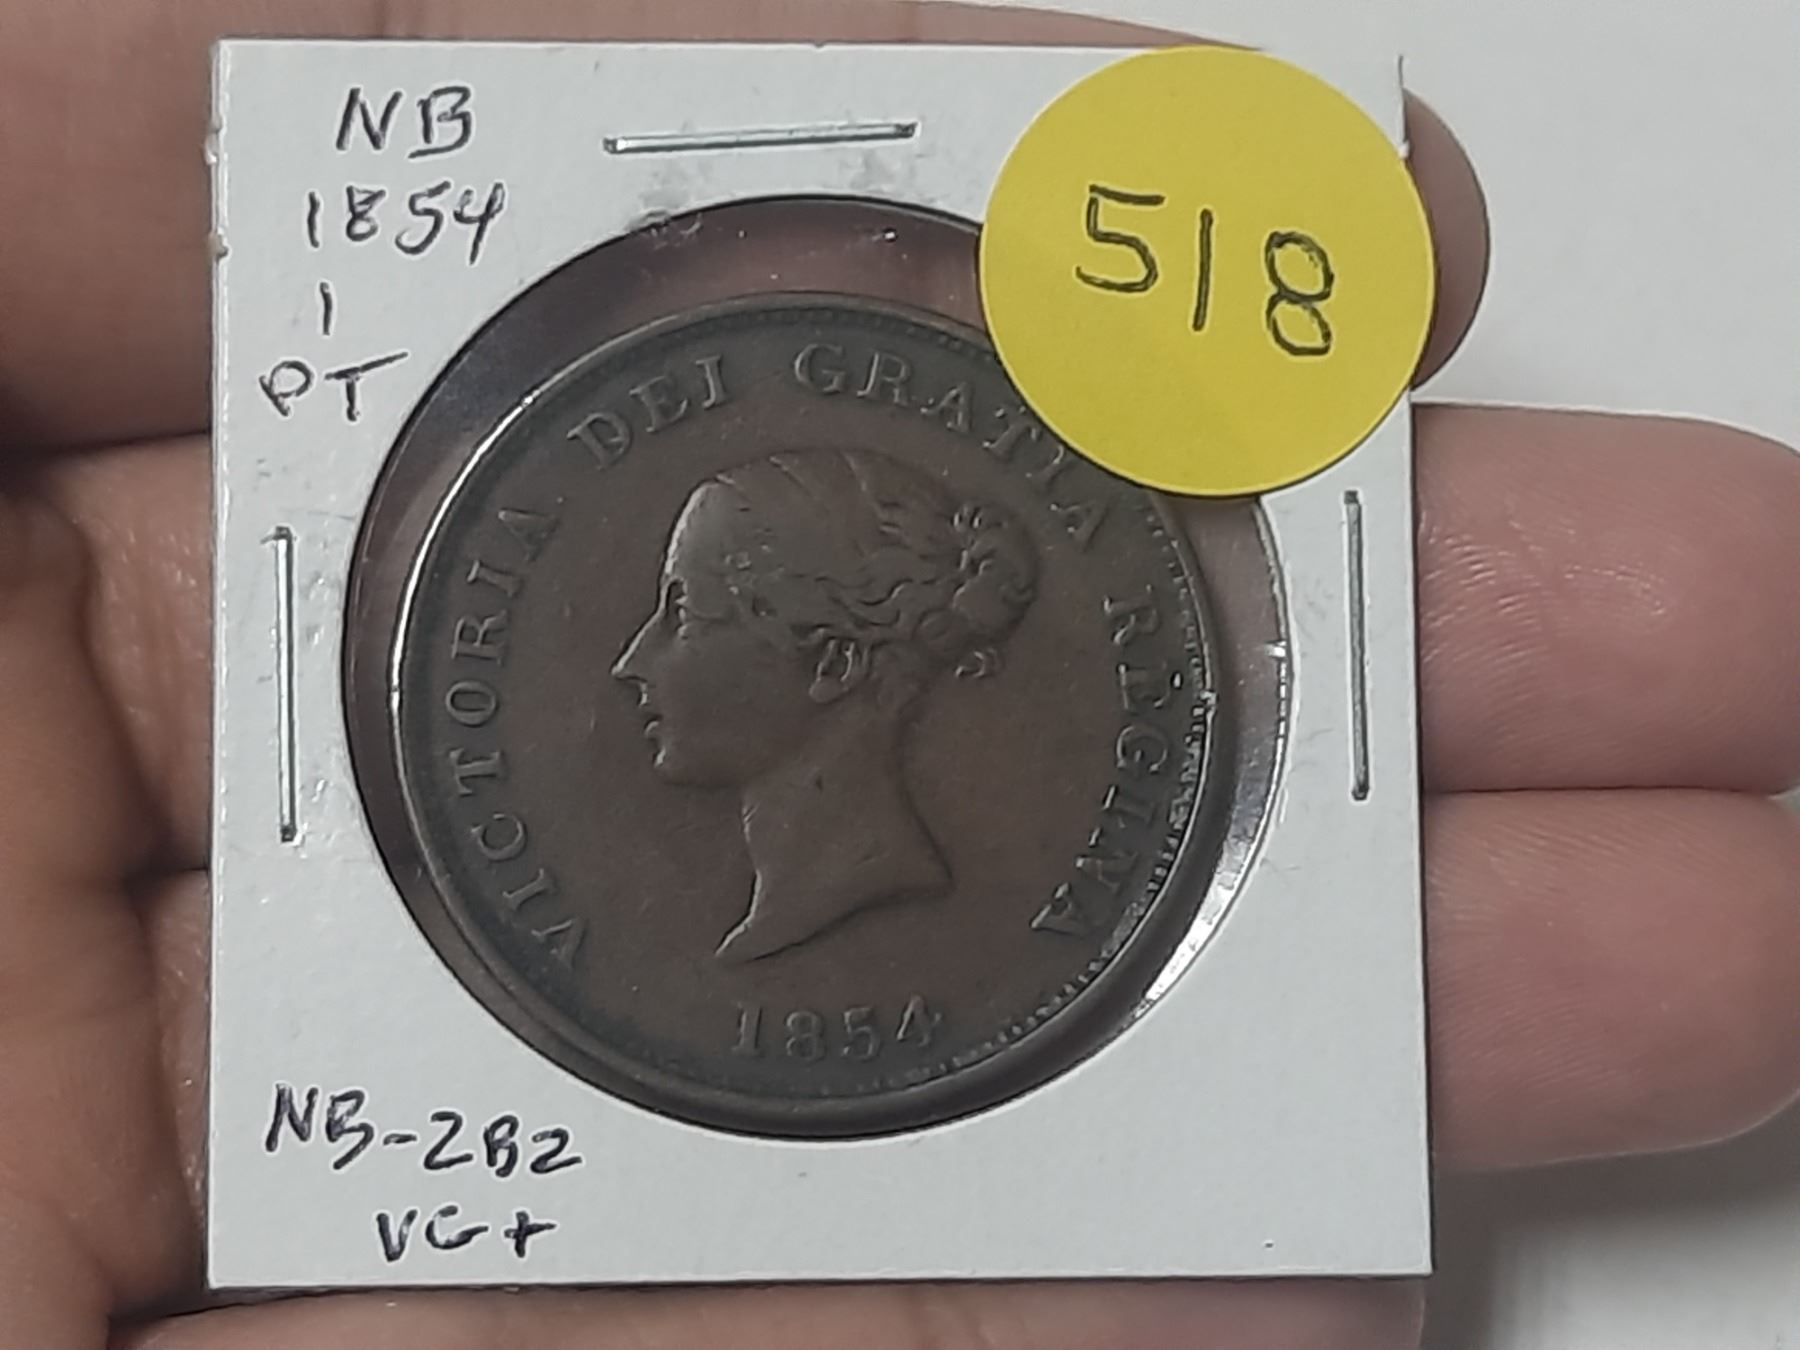 NB
1854
1
PT
518
VICTORIA DEI GRATIA REGINA
1854
NB-2B2
VG+